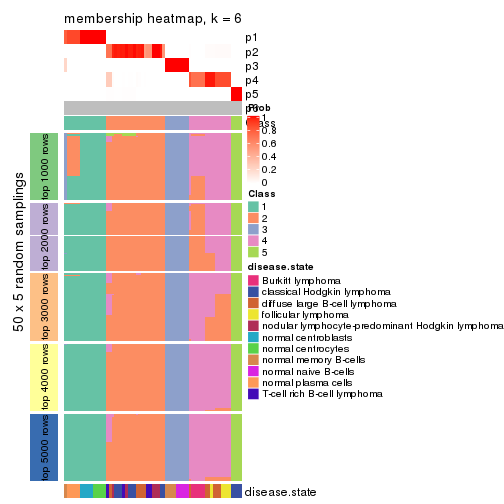 membership heatmap, k = 6
p1
p2
p3
p4
p5
Prob
1
0.8
0.6
0.4
0.2
0
Class
1
2
3
4
5
disease.state
Burkitt lymphoma
classical Hodgkin lymphoma
diffuse large B-cell lymphoma
follicular lymphoma
nodular lymphocyte-predominant Hodgkin lymphoma
normal centroblasts
normal centrocytes
normal memory B-cells
normal naive B-cells
normal plasma cells
T-cell rich B-cell lymphoma
50 x 5 random samplings
top 1000 rows
top 2000 rows
top 3000 rows
top 4000 rows
top 5000 rows
disease.state